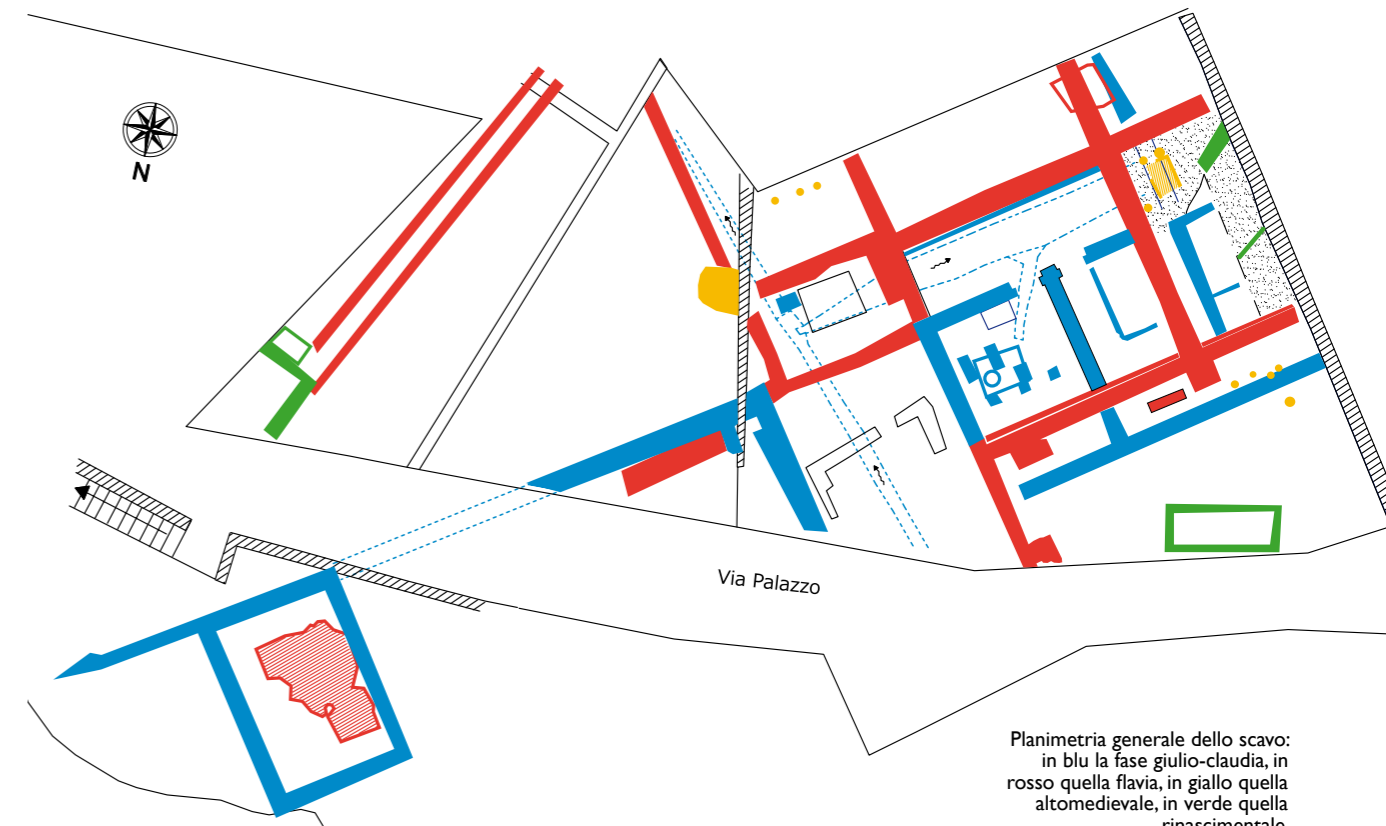 N
Via Palazzo
Planimetria generale dello scavo:
in blu la fase giulio-claudia, in
rosso quella flavia, in giallo quella
altomedievale, in verde quella
rinascimentale.